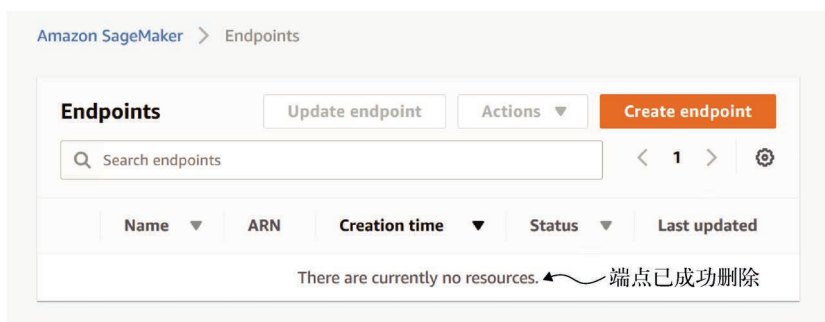 Amazon SageMaker > Endpoints
Endpoints
Update endpoint
Actions
Create endpoint
Search endpoints
< 1 >
Name ARN Creation time Status Last updated
There are currently no resources.
端点已成功删除